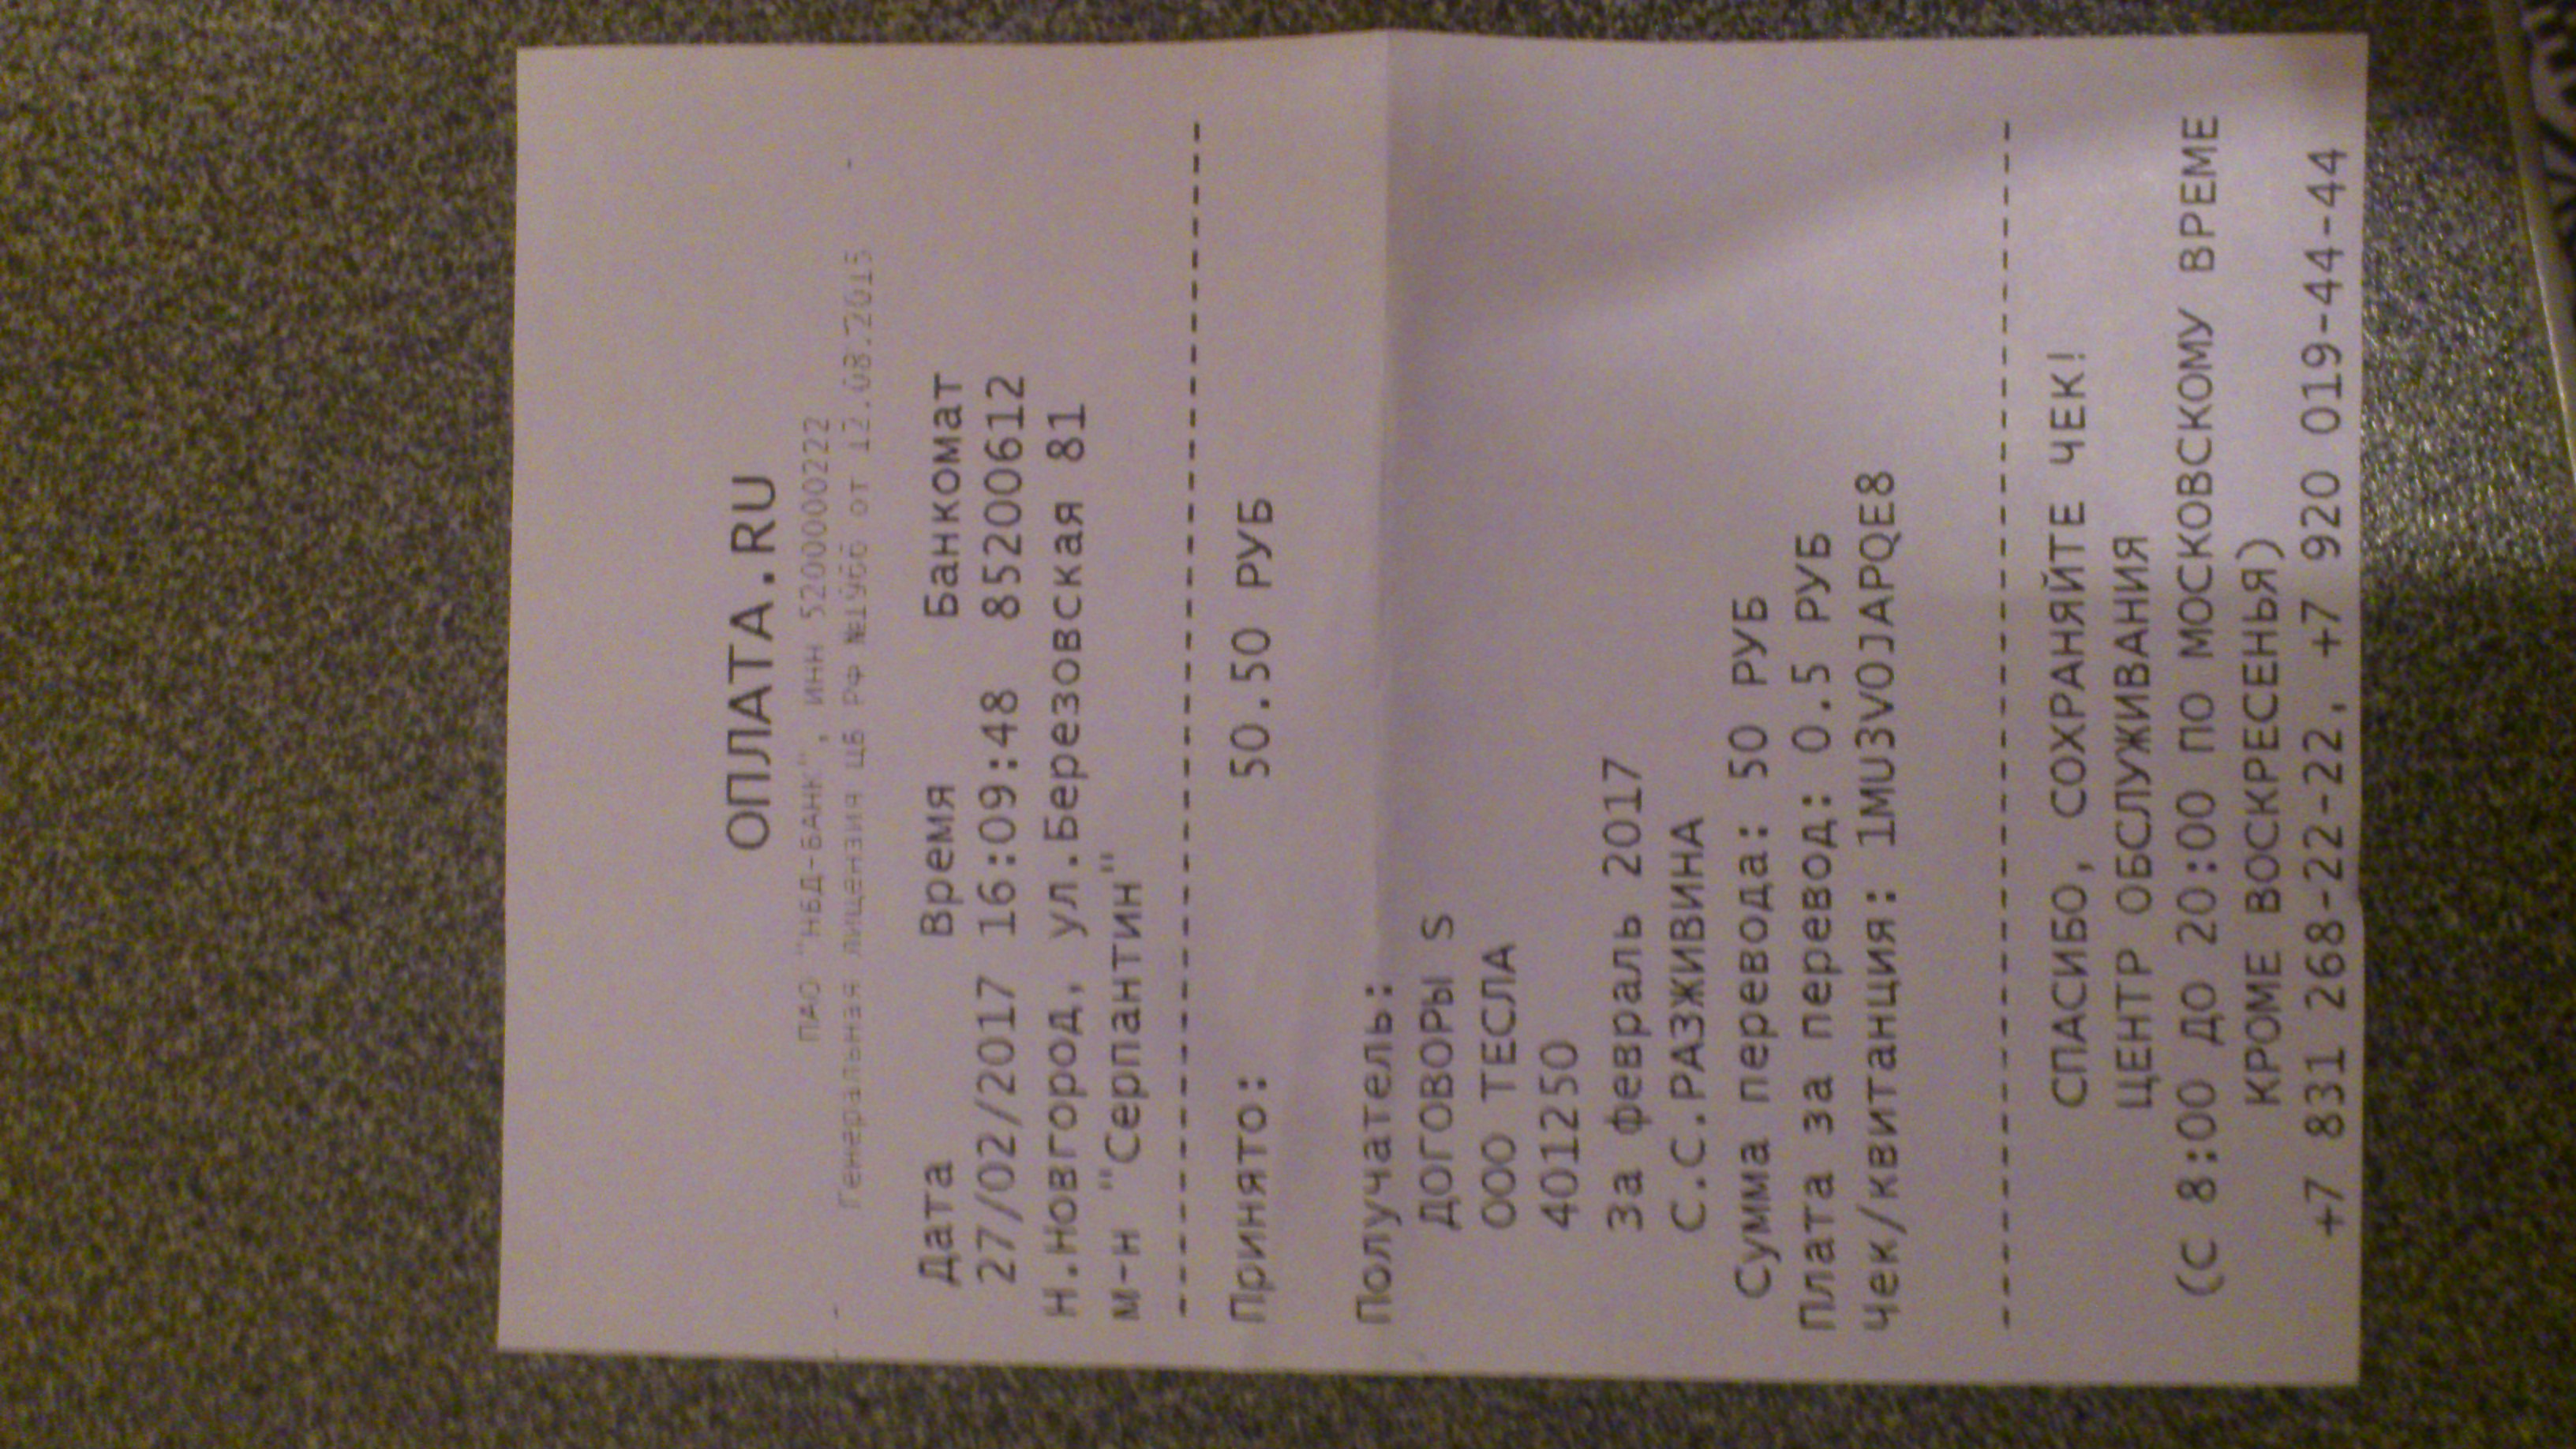 ОПЛАТА.RU
ПАО "НБД-БАНК", ИНН 5200000222
Генеральная лицензия ЦБ РФ №1966 от 12.08.2015
Дата Время Банкомат
27/02/2017 16:09:48 85200612
Н.Новгород, ул.Березовская 81
м-н "Серпантин"
Принято: 50.50 РУБ
Получатель:
ДОГОВОРЫ S
ООО ТЕСЛА
401250
За февраль 2017
С.С.РАЗЖИВИНА
Сумма перевода: 50 РУБ
Плата за перевод: 0.5 РУБ
Чек/квитанция: 1MU3VOJAPQE8
СПАСИБО, СОХРАНЯЙТЕ ЧЕК!
ЦЕНТР ОБСЛУЖИВАНИЯ
(С 8:00 ДО 20:00 ПО МОСКОВСКОМУ ВРЕМЕ
КРОМЕ ВОСКРЕСЕНЬЯ)
+7 831 268-22-22, +7 920 019-44-44